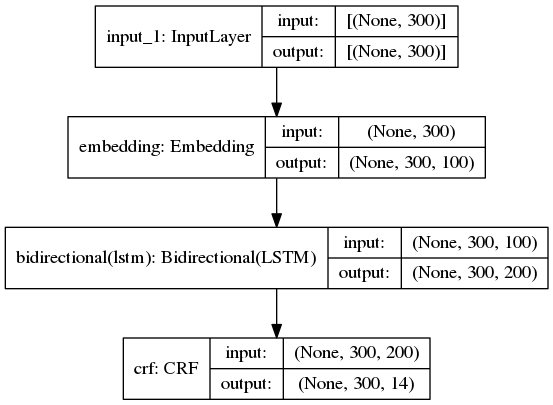 input_1: InputLayer
input: [(None, 300)]
output: [(None, 300)]
embedding: Embedding
input: (None, 300)
output: (None, 300, 100)
bidirectional(lstm): Bidirectional(LSTM)
input: (None, 300, 100)
output: (None, 300, 200)
crf: CRF
input: (None, 300, 200)
output: (None, 300, 14)